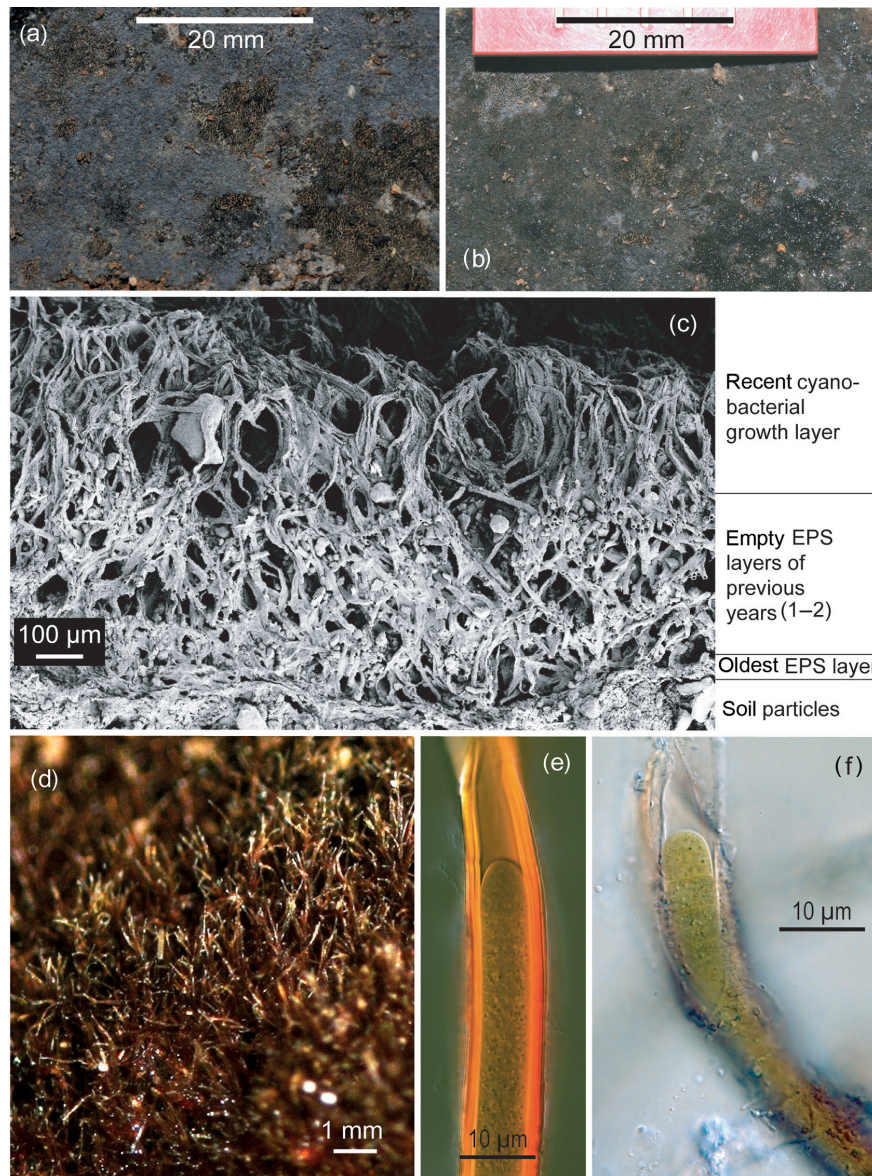 (a)
20 mm
20 mm
(b)
(c)
Recent cyano-
bacterial
growth layer
Empty EPS
layers of
previous
years (1–2)
Oldest EPS layer
Soil particles
100 µm
(d)
1 mm
(e)
10 µm
(f)
10 µm